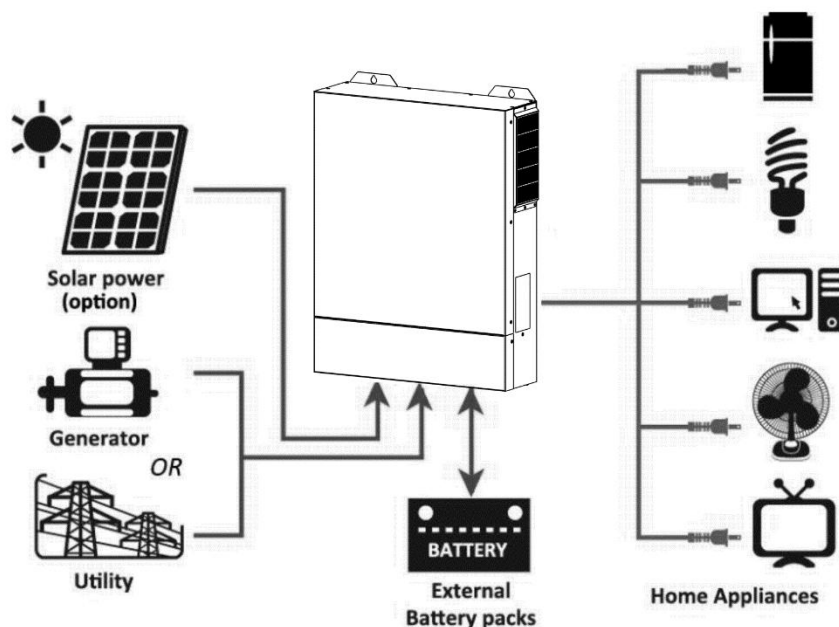 Solar power
(option)
Generator
OR
Utility
BATTERY
External
Battery packs
Home Appliances